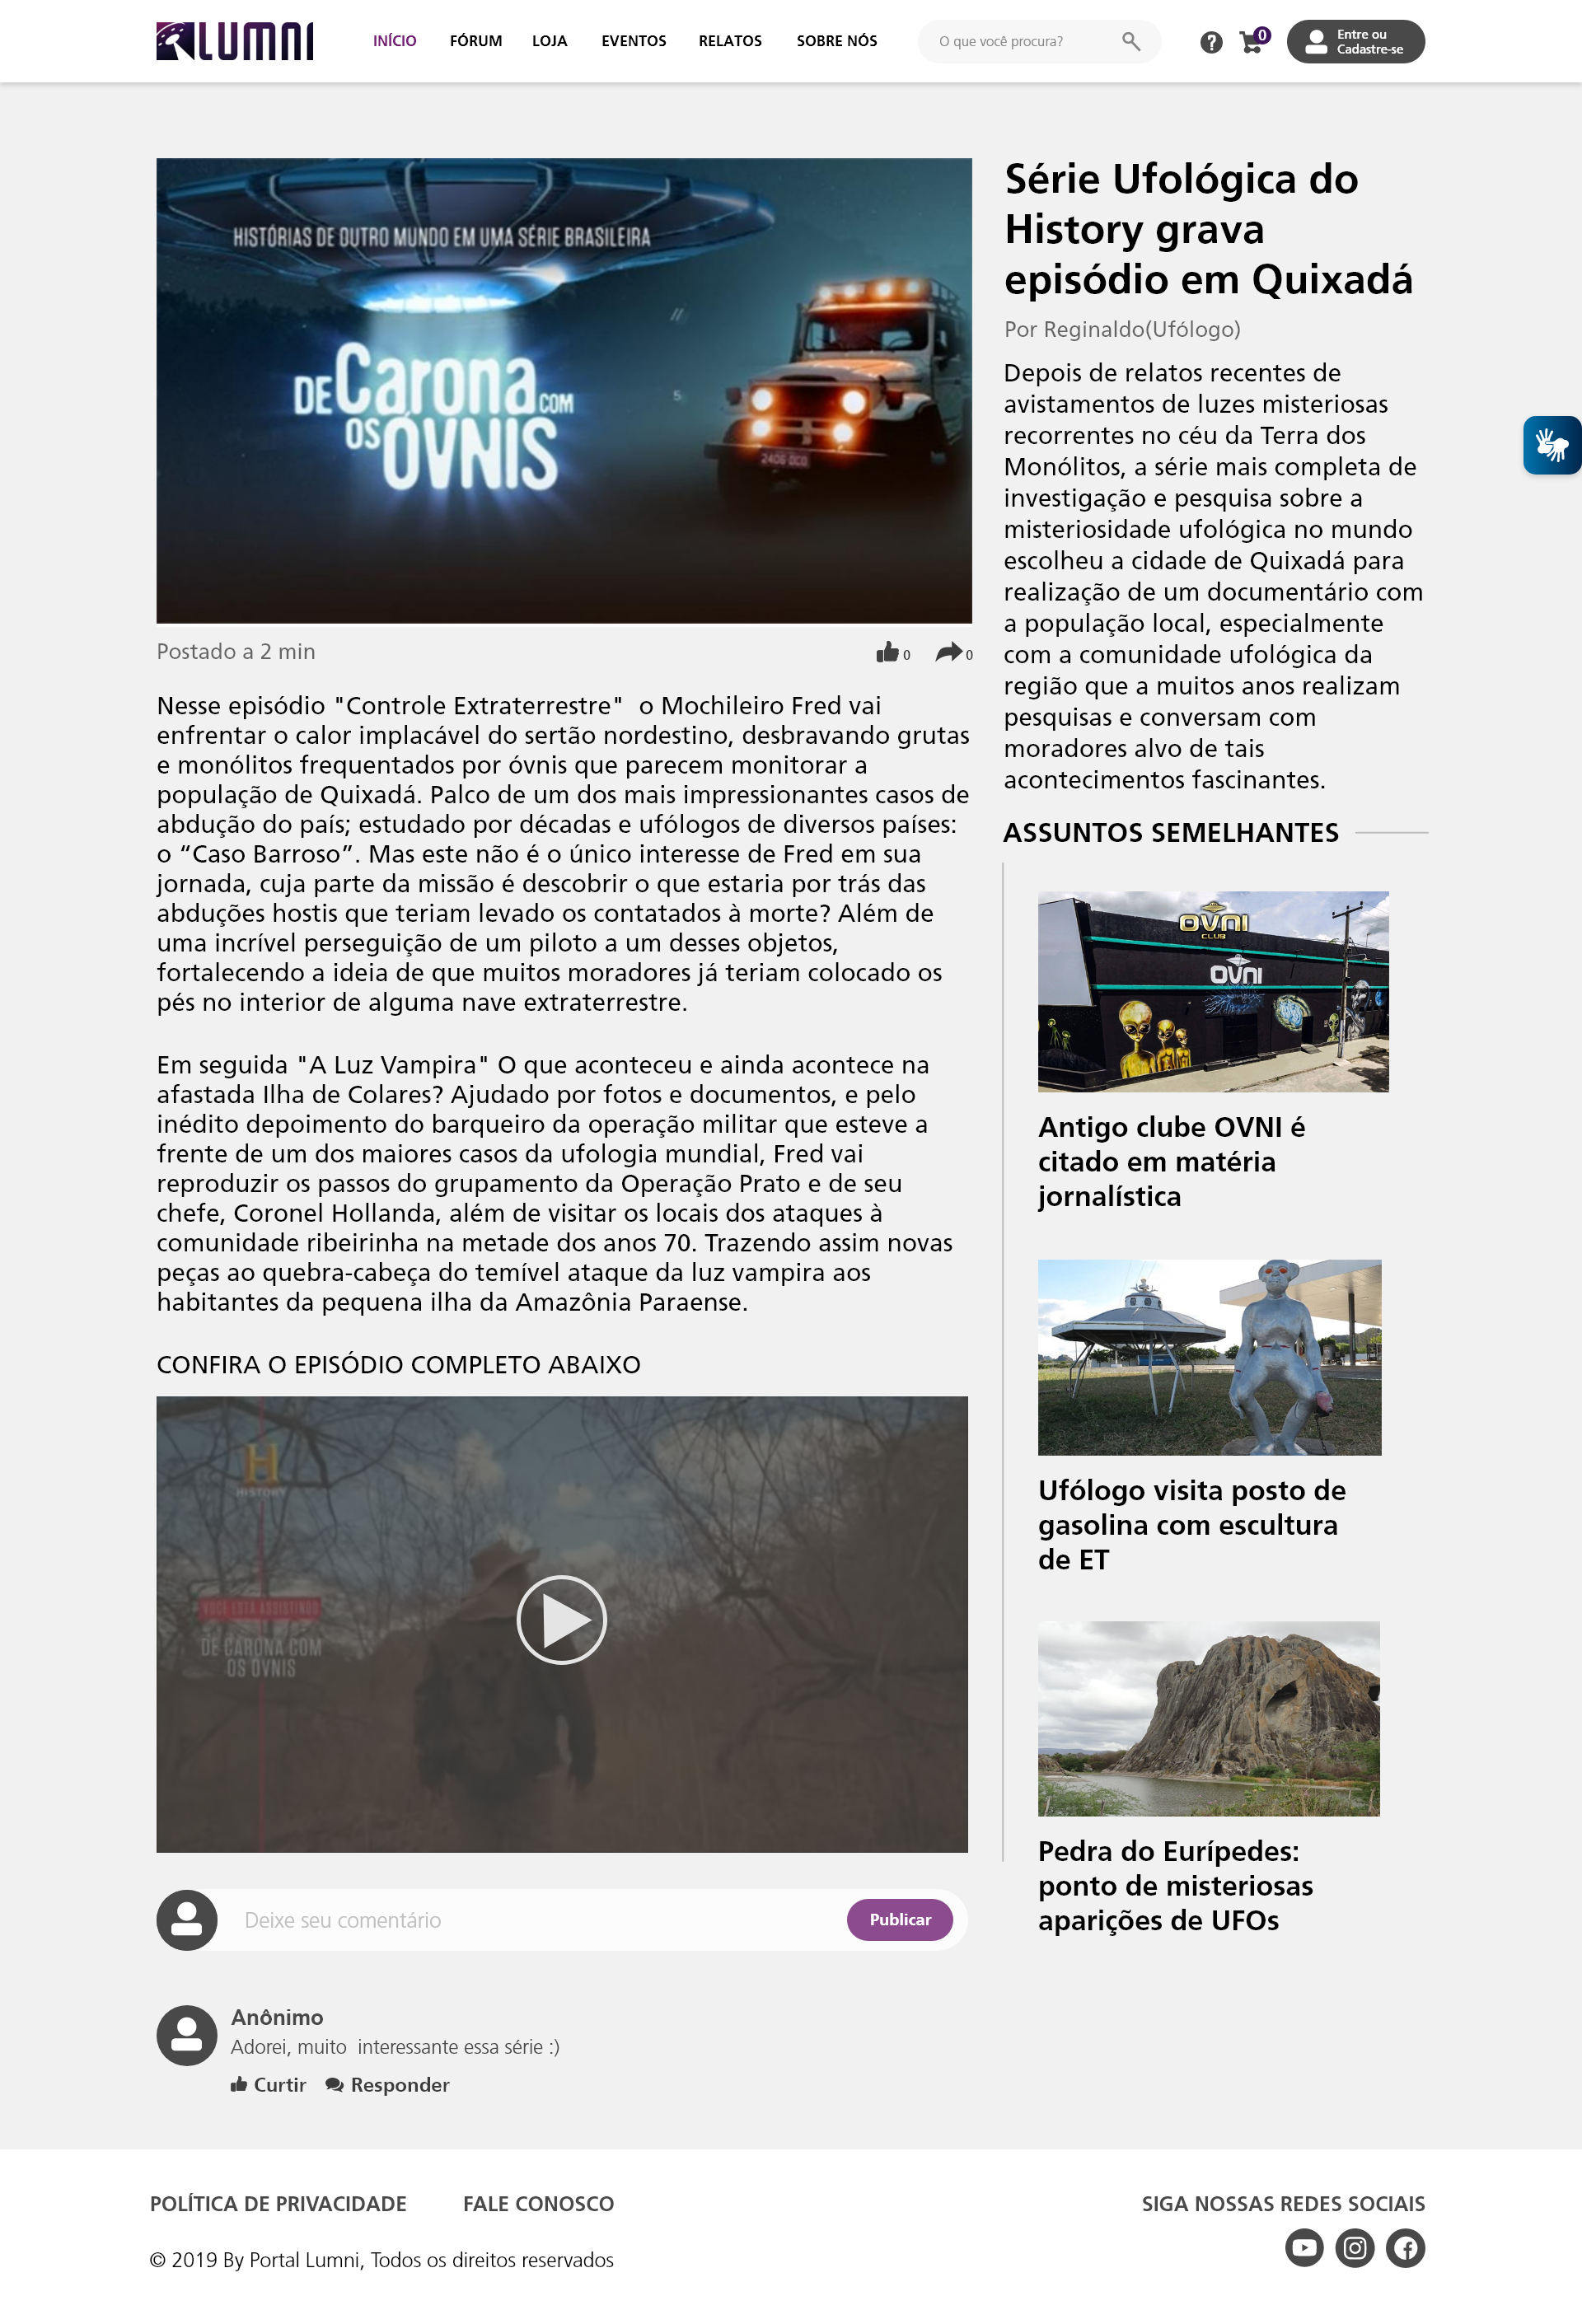 LUMNI
INÍCIO
FÓRUM
LOJA
EVENTOS
RELATOS
SOBRE NÓS
O que você procura?
?
0
Entre ou
Cadastre-se
HISTÓRIAS DE OUTRO MUNDO EM UMA SÉRIE BRASILEIRA
DE Carona COM
OS ÓVNIS
Postado a 2 min
0
0
Série Ufológica do
History grava
episódio em Quixadá
Por Reginaldo(Ufólogo)
Depois de relatos recentes de
avistamentos de luzes misteriosas
recorrentes no céu da Terra dos
Monólitos, a série mais completa de
investigação e pesquisa sobre a
misteriosidade ufológica no mundo
escolheu a cidade de Quixadá para
realização de um documentário com
a população local, especialmente
com a comunidade ufológica da
região que a muitos anos realizam
pesquisas e conversam com
moradores alvo de tais
acontecimentos fascinantes.
Nesse episódio "Controle Extraterrestre"  o Mochileiro Fred vai
enfrentar o calor implacável do sertão nordestino, desbravando grutas
e monólitos frequentados por óvnis que parecem monitorar a
população de Quixadá. Palco de um dos mais impressionantes casos de
abdução do país; estudado por décadas e ufólogos de diversos países:
o “Caso Barroso”. Mas este não é o único interesse de Fred em sua
jornada, cuja parte da missão é descobrir o que estaria por trás das
abduções hostis que teriam levado os contatados à morte? Além de
uma incrível perseguição de um piloto a um desses objetos,
fortalecendo a ideia de que muitos moradores já teriam colocado os
pés no interior de alguma nave extraterrestre.
Em seguida "A Luz Vampira" O que aconteceu e ainda acontece na
afastada Ilha de Colares? Ajudado por fotos e documentos, e pelo
inédito depoimento do barqueiro da operação militar que esteve a
frente de um dos maiores casos da ufologia mundial, Fred vai
reproduzir os passos do grupamento da Operação Prato e de seu
chefe, Coronel Hollanda, além de visitar os locais dos ataques à
comunidade ribeirinha na metade dos anos 70. Trazendo assim novas
peças ao quebra-cabeça do temível ataque da luz vampira aos
habitantes da pequena ilha da Amazônia Paraense.
CONFIRA O EPISÓDIO COMPLETO ABAIXO
H
HISTORY
VOCÊ ESTÁ ASSISTINDO
DE CARONA COM
OS ÓVNIS
ASSUNTOS SEMELHANTES
OVNI
CLUB
OVNI
Antigo clube OVNI é
citado em matéria
jornalística
Ufólogo visita posto de
gasolina com escultura
de ET
Pedra do Eurípedes:
ponto de misteriosas
aparições de UFOs
Deixe seu comentário
Publicar
Anônimo
Adorei, muito  interessante essa série :)
Curtir
Responder
POLÍTICA DE PRIVACIDADE
FALE CONOSCO
SIGA NOSSAS REDES SOCIAIS
© 2019 By Portal Lumni, Todos os direitos reservados